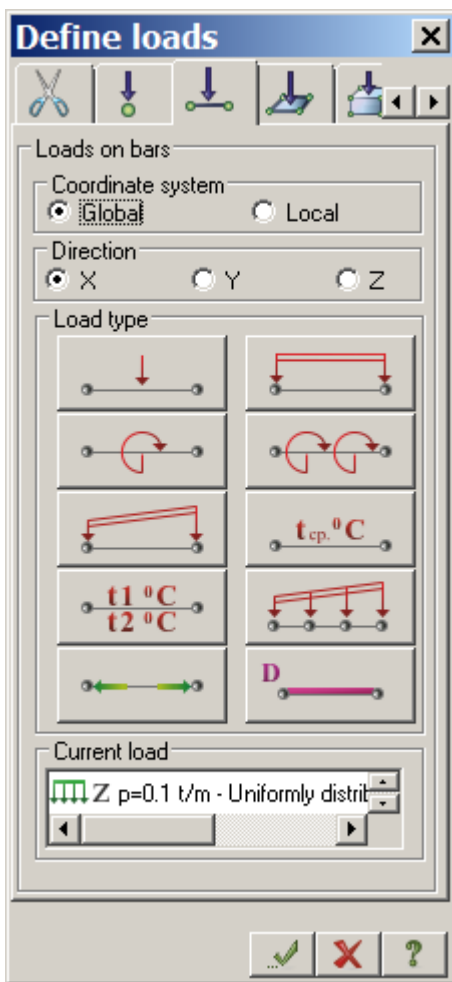 Define loads
Loads on bars
Coordinate system
Global Local
Direction
X Y Z
Load type
t cp. ⁰C
t1 ⁰C
t2 ⁰C
D
Current load
Z p=0.1 t/m - Uniformly distrib
?